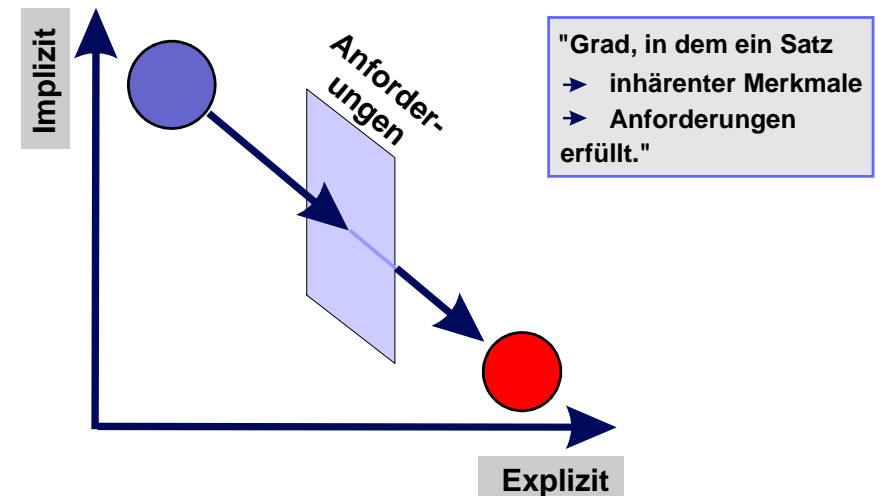 Implizit
Anforder-
ungen
"Grad, in dem ein Satz
inhärenter Merkmale
Anforderungen
erfüllt."
Explizit